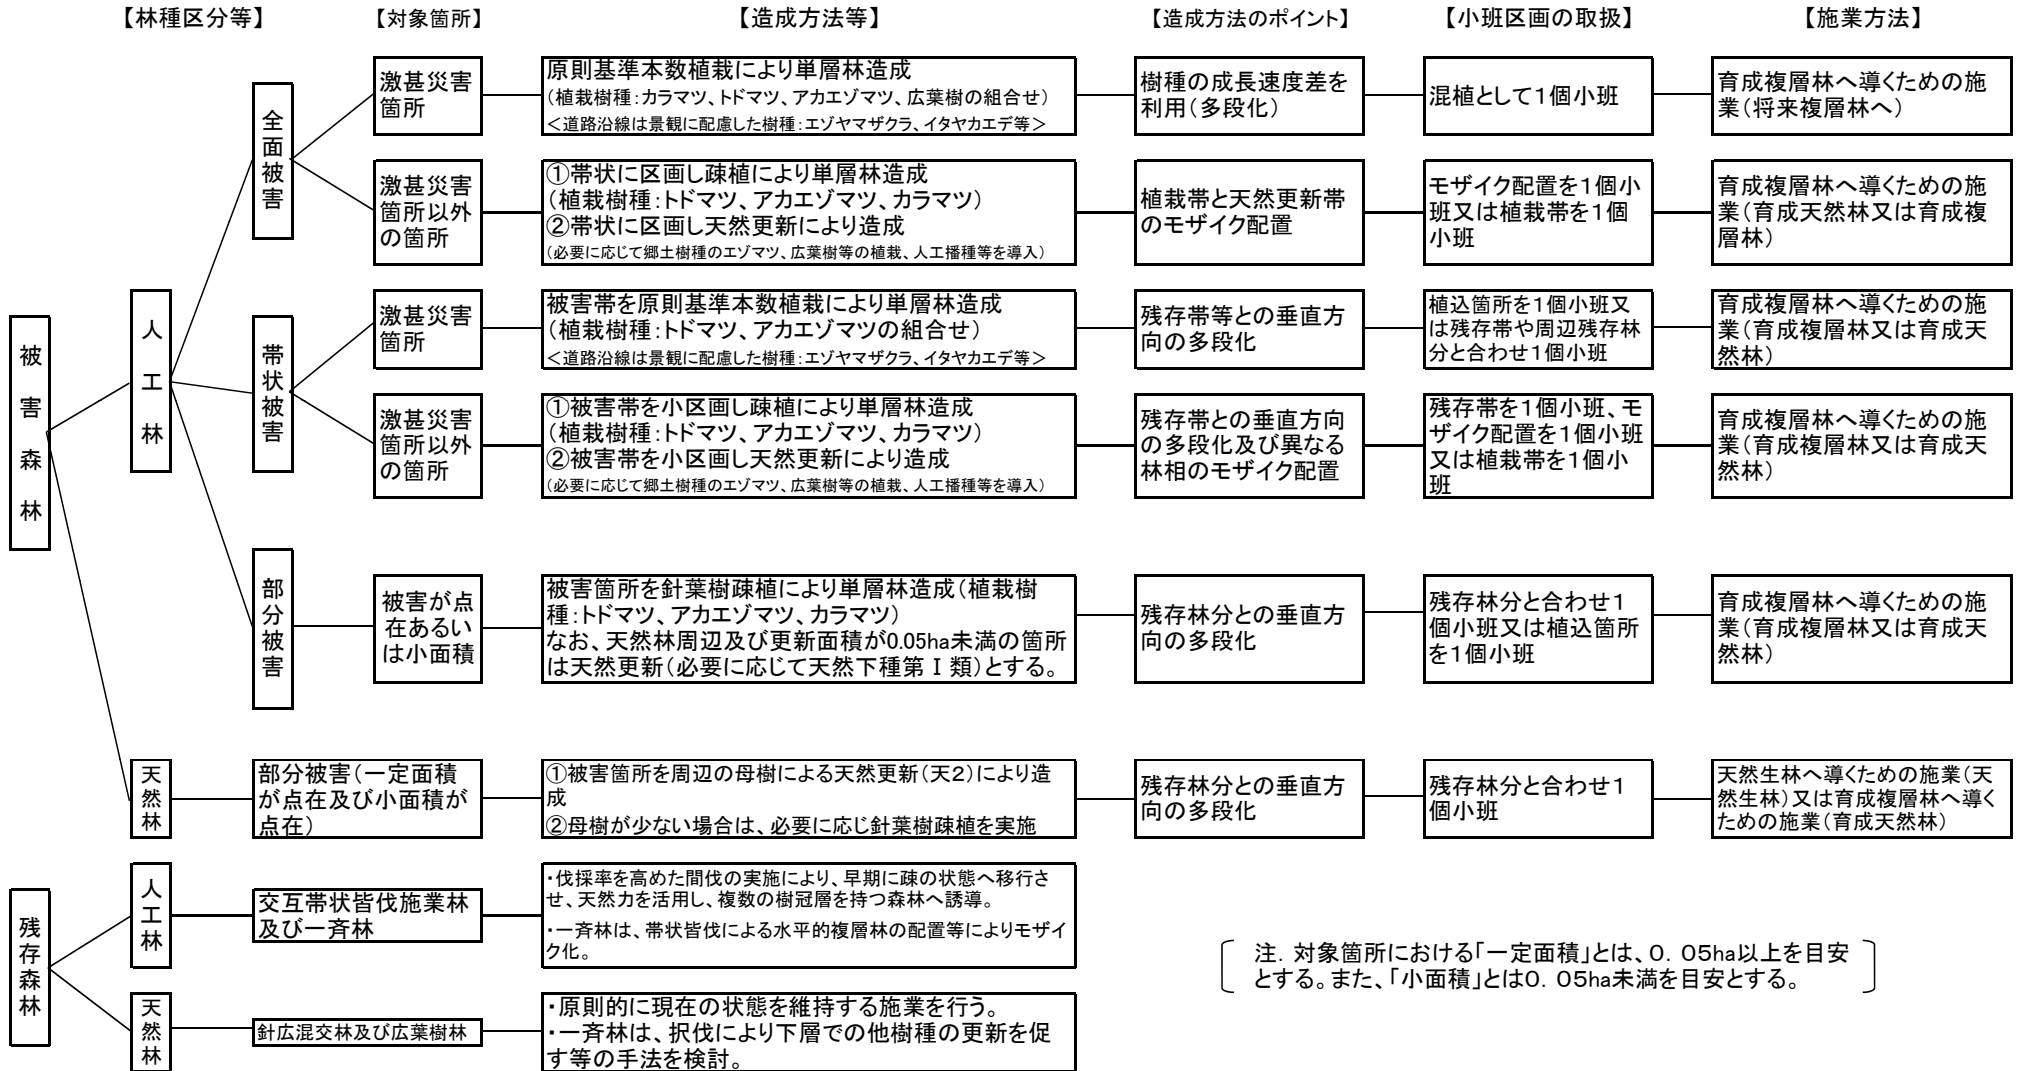 【林種区分等】
【対象箇所】
【造成方法等】
【造成方法のポイント】
【小班区画の取扱】
【施業方法】
被害森林
人工林
全面被害
激甚災害
箇所
原則基準本数植栽により単層林造成
(植栽樹種:カラマツ、トドマツ、アカエゾマツ、広葉樹の組合せ)
<道路沿線は景観に配慮した樹種:エゾヤマザクラ、イタヤカエデ等>
樹種の成長速度差を
利用(多段化)
混植として1個小班
育成複層林へ導くための施
業(将来複層林へ)
激甚災害
箇所以外
の箇所
①帯状に区画し疎植により単層林造成
(植栽樹種:トドマツ、アカエゾマツ、カラマツ)
②帯状に区画し天然更新により造成
(必要に応じて郷土樹種のエゾマツ、広葉樹等の植栽、人工播種等を導入)
植栽帯と天然更新帯
のモザイク配置
モザイク配置を1個小
班又は植栽帯を1個
小班
育成複層林へ導くための施
業(育成天然林又は育成複
層林)
帯状被害
激甚災害
箇所
被害帯を原則基準本数植栽により単層林造成
(植栽樹種:トドマツ、アカエゾマツの組合せ)
<道路沿線は景観に配慮した樹種:エゾヤマザクラ、イタヤカエデ等>
残存帯等との垂直方
向の多段化
植込箇所を1個小班又
は残存帯や周辺残存林
分と合わせ1個小班
育成複層林へ導くための施
業(育成複層林又は育成天
然林)
激甚災害
箇所以外
の箇所
①被害帯を小区画し疎植により単層林造成
(植栽樹種:トドマツ、アカエゾマツ、カラマツ)
②被害帯を小区画し天然更新により造成
(必要に応じて郷土樹種のエゾマツ、広葉樹等の植栽、人工播種等を導入)
残存帯との垂直方向
の多段化及び異なる
林相のモザイク配置
残存帯を1個小班、モ
ザイク配置を1個小班
又は植栽帯を1個小
班
育成複層林へ導くための施
業(育成複層林又は育成天
然林)
部分被害
被害が点
在あるい
は小面積
被害箇所を針葉樹疎植により単層林造成(植栽樹
種:トドマツ、アカエゾマツ、カラマツ)
なお、天然林周辺及び更新面積が0.05ha未満の箇所
は天然更新(必要に応じて天然下種第Ⅰ類)とする。
残存林分との垂直方
向の多段化
残存林分と合わせ1
個小班又は植込箇所
を1個小班
育成複層林へ導くための施
業(育成複層林又は育成天
然林)
天然林
部分被害(一定面積
が点在及び小面積が
点在)
①被害箇所を周辺の母樹による天然更新(天2)により造
成
②母樹が少ない場合は、必要に応じ針葉樹疎植を実施
残存林分との垂直方
向の多段化
残存林分と合わせ1
個小班
天然生林へ導くための施業(天
然生林)又は育成複層林へ導く
ための施業(育成天然林)
残存森林
人工林
交互帯状皆伐施業林
及び一斉林
・伐採率を高めた間伐の実施により、早期に疎の状態へ移行さ
せ、天然力を活用し、複数の樹冠層を持つ森林へ誘導。
・一斉林は、帯状皆伐による水平的複層林の配置等によりモザイ
ク化。
注.対象箇所における「一定面積」とは、0.05ha以上を目安
とする。また、「小面積」とは0.05ha未満を目安とする。
天然林
針広混交林及び広葉樹林
・原則的に現在の状態を維持する施業を行う。
・一斉林は、択伐により下層での他樹種の更新を促
す等の手法を検討。